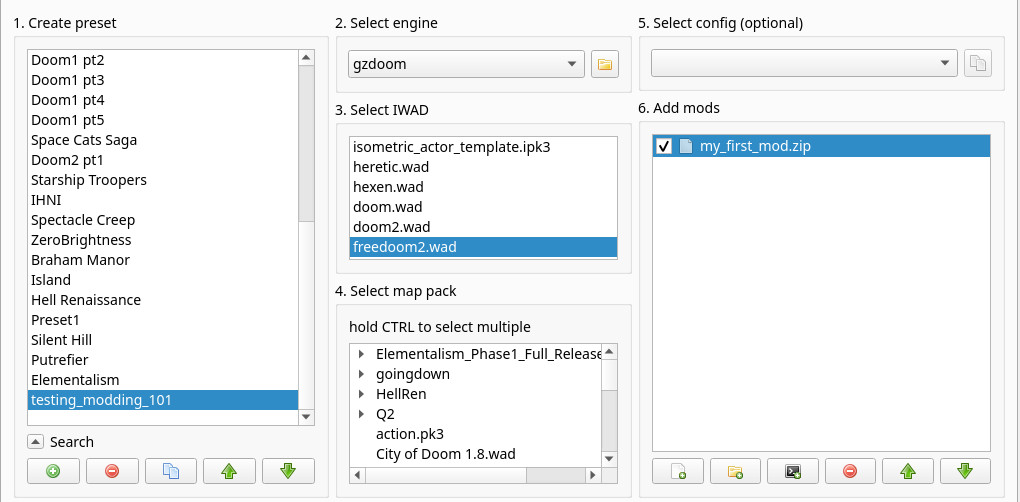 1. Create preset
Doom1 pt2
Doom1 pt3
Doom1 pt4
Doom1 pt5
Space Cats Saga
Doom2 pt1
Starship Troopers
IHNI
Spectacle Creep
ZeroBrightness
Braham Manor
Island
Hell Renaissance
Preset1
Silent Hill
Putrefier
Elementalism
testing_modding_101
Search
2. Select engine
gzdoom
3. Select IWAD
isometric_actor_template.ipk3
heretic.wad
hexen.wad
doom.wad
doom2.wad
freedoom2.wad
4. Select map pack
hold CTRL to select multiple
Elementalism_Phase1_Full_Release
goingdown
HellRen
Q2
action.pk3
City of Doom 1.8.wad
5. Select config (optional)
6. Add mods
my_first_mod.zip